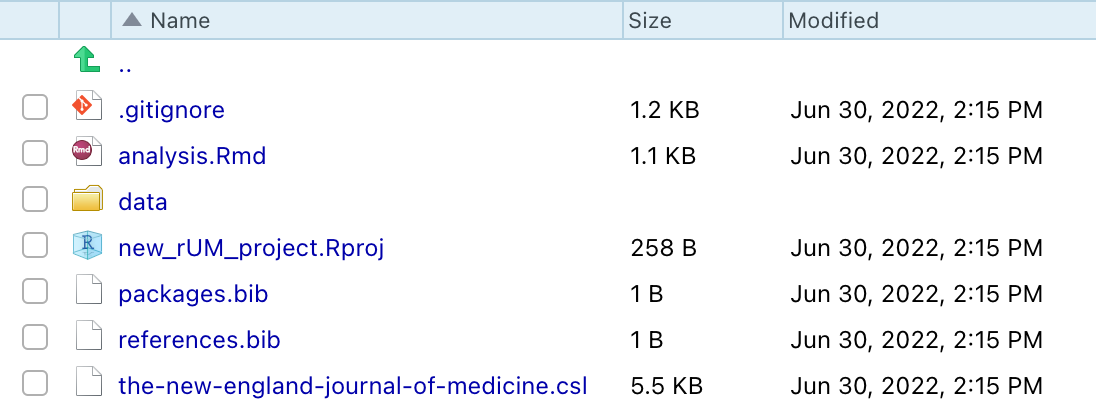 Name Size Modified
..
.gitignore 1.2 KB Jun 30, 2022, 2:15 PM
Rmd analysis.Rmd 1.1 KB Jun 30, 2022, 2:15 PM
data
R new_rUM_project.Rproj 258 B Jun 30, 2022, 2:15 PM
packages.bib 1 B Jun 30, 2022, 2:15 PM
references.bib 1 B Jun 30, 2022, 2:15 PM
the-new-england-journal-of-medicine.csl 5.5 KB Jun 30, 2022, 2:15 PM